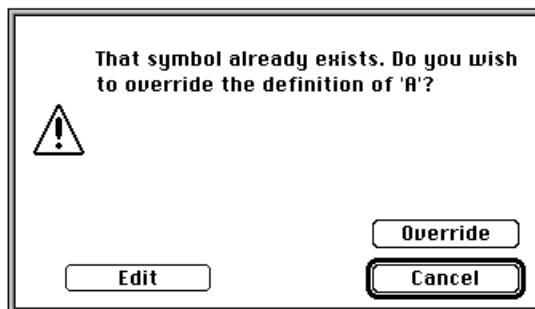 That symbol already exists. Do you wish
to override the definition of 'A'?
Override
Edit
Cancel